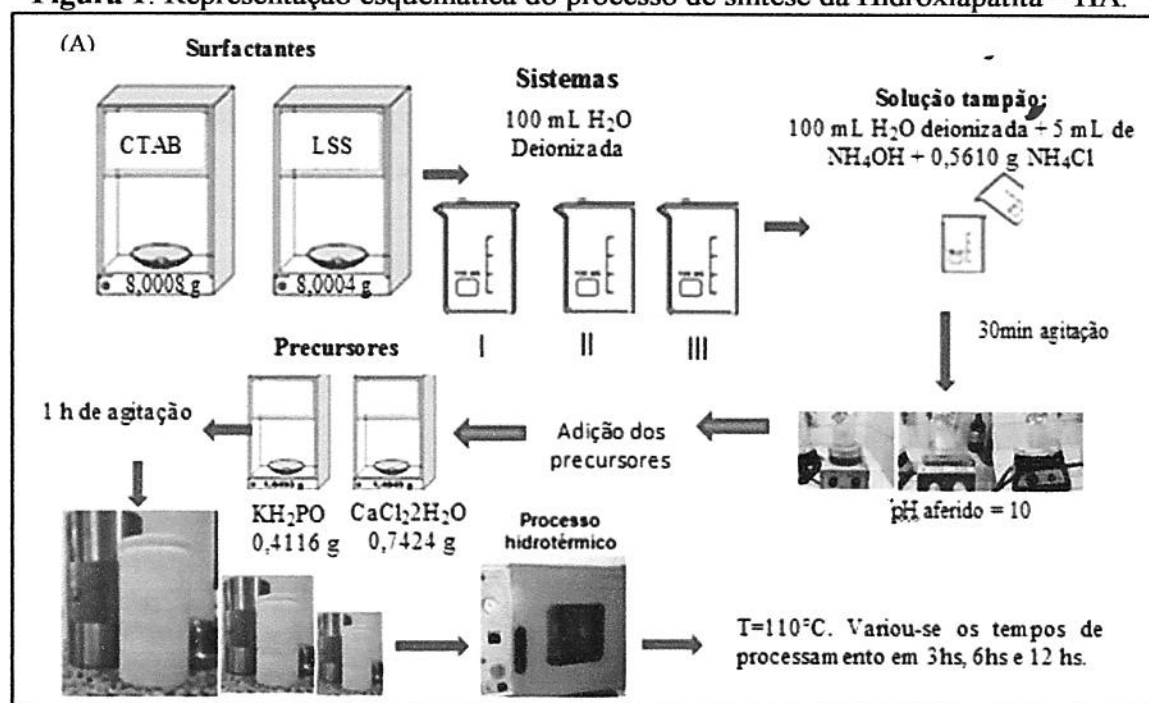 Figura 1. Representação esquemática do processo de síntese da Hidroxiapatita – HA.
(A)
Surfactantes
CTAB
LSS
8,0008 g
8,0004 g
Sistemas
100 mL H₂O
Deionizada
I
II
III
Solução tampão:
100 mL H₂O deionizada + 5 mL de
NH₄OH + 0,5610 g NH₄Cl
30min agitação
pH aferido = 10
Adição dos
precursores
Precursores
KH₂PO
0,4116 g
CaCl₂2H₂O
0,7424 g
1 h de agitação
Processo
hidrotérmico
T=110°C. Variou-se os tempos de
processamento em 3hs, 6hs e 12 hs.